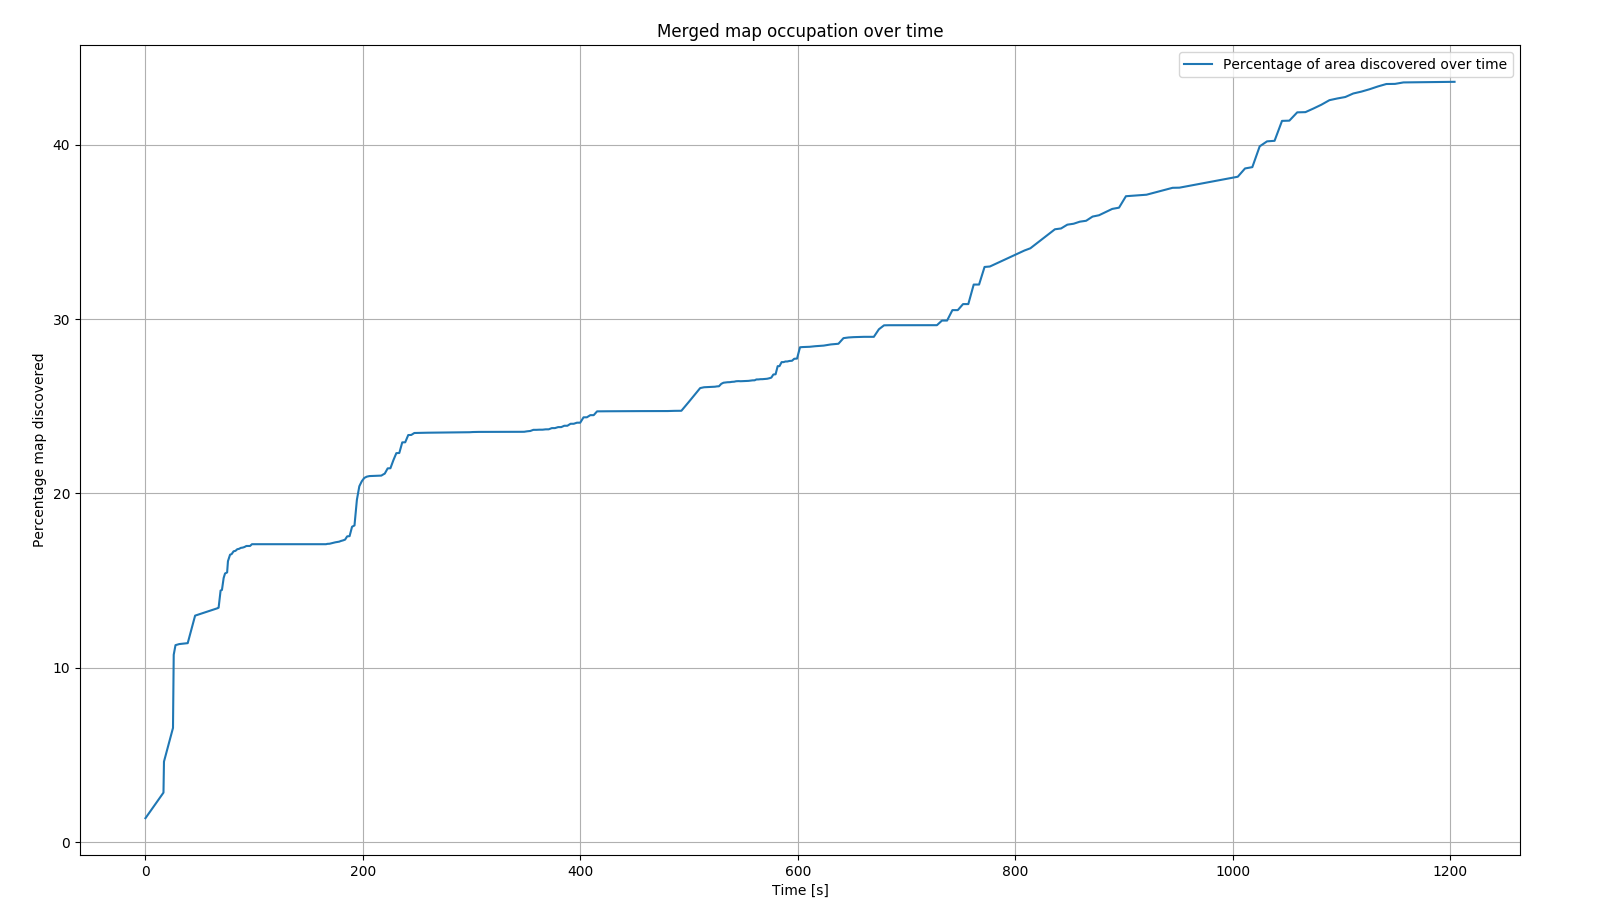 Merged map occupation over time
Percentage of area discovered over time
Percentage map discovered
40
30
20
10
0
0 200 400 600 800 1000 1200
Time [s]